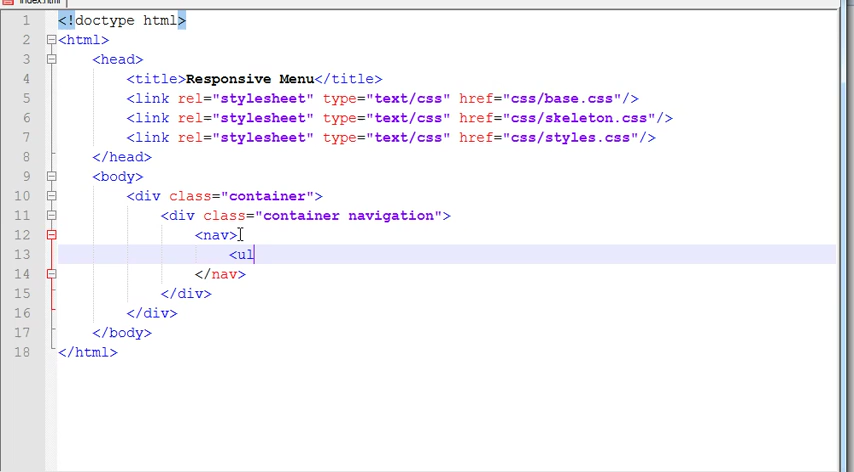 index.html
1 <!doctype html>
2 <html>
3 <head>
4 <title>Responsive Menu</title>
5 <link rel="stylesheet" type="text/css" href="css/base.css"/>
6 <link rel="stylesheet" type="text/css" href="css/skeleton.css"/>
7 <link rel="stylesheet" type="text/css" href="css/styles.css"/>
8 </head>
9 <body>
10 <div class="container">
11 <div class="container navigation">
12 <nav>
13 <ul
14 </nav>
15 </div>
16 </div>
17 </body>
18 </html>